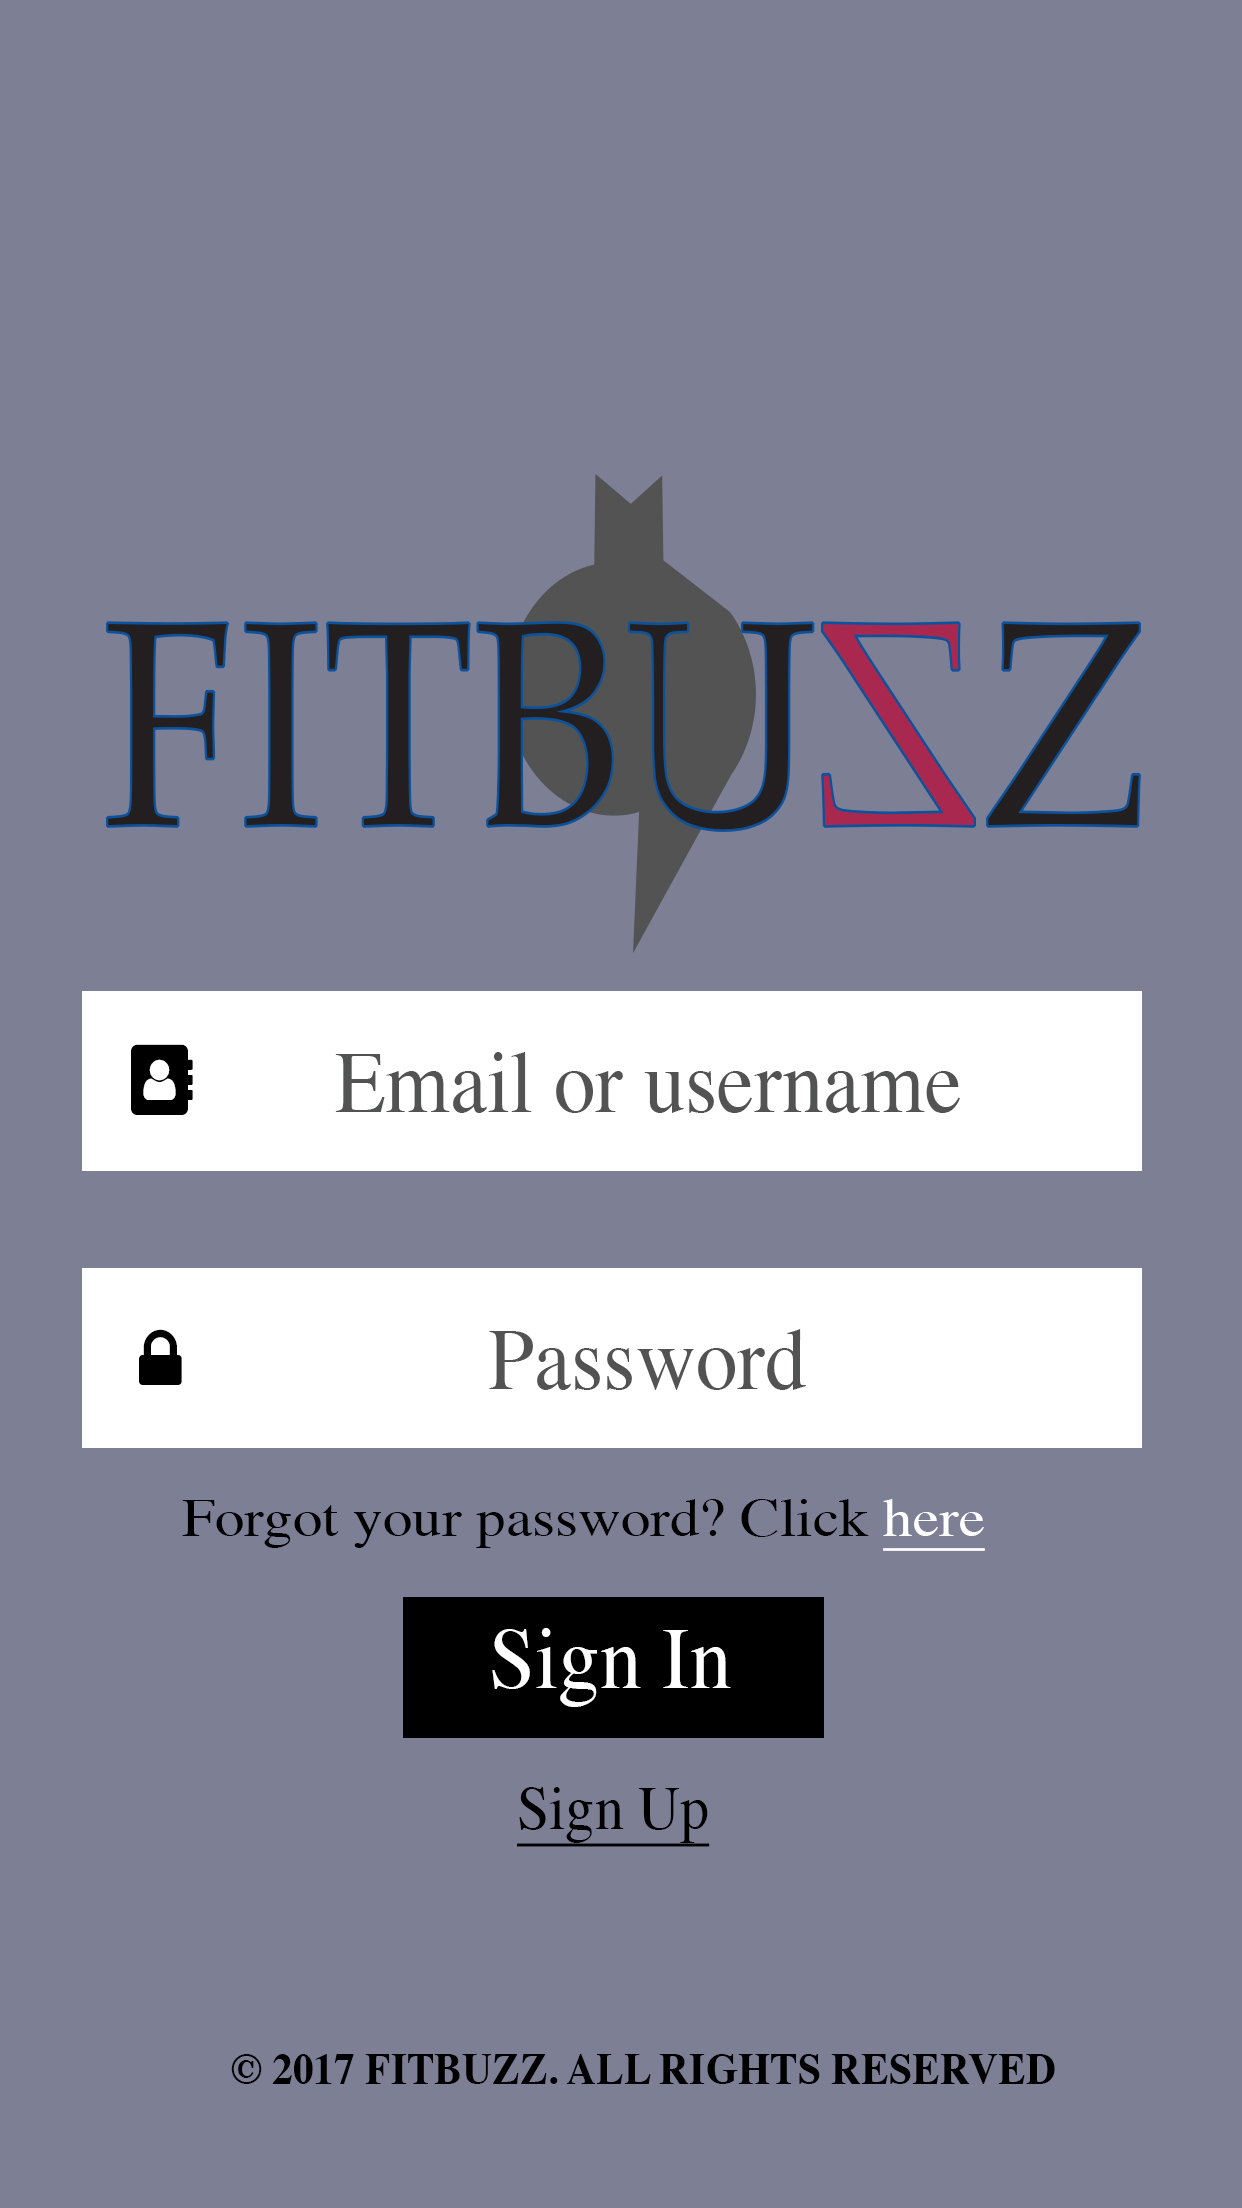 FITBUZZ
Email or username
Password
Forgot your password? Click here
Sign In
Sign Up
© 2017 FITBUZZ. ALL RIGHTS RESERVED